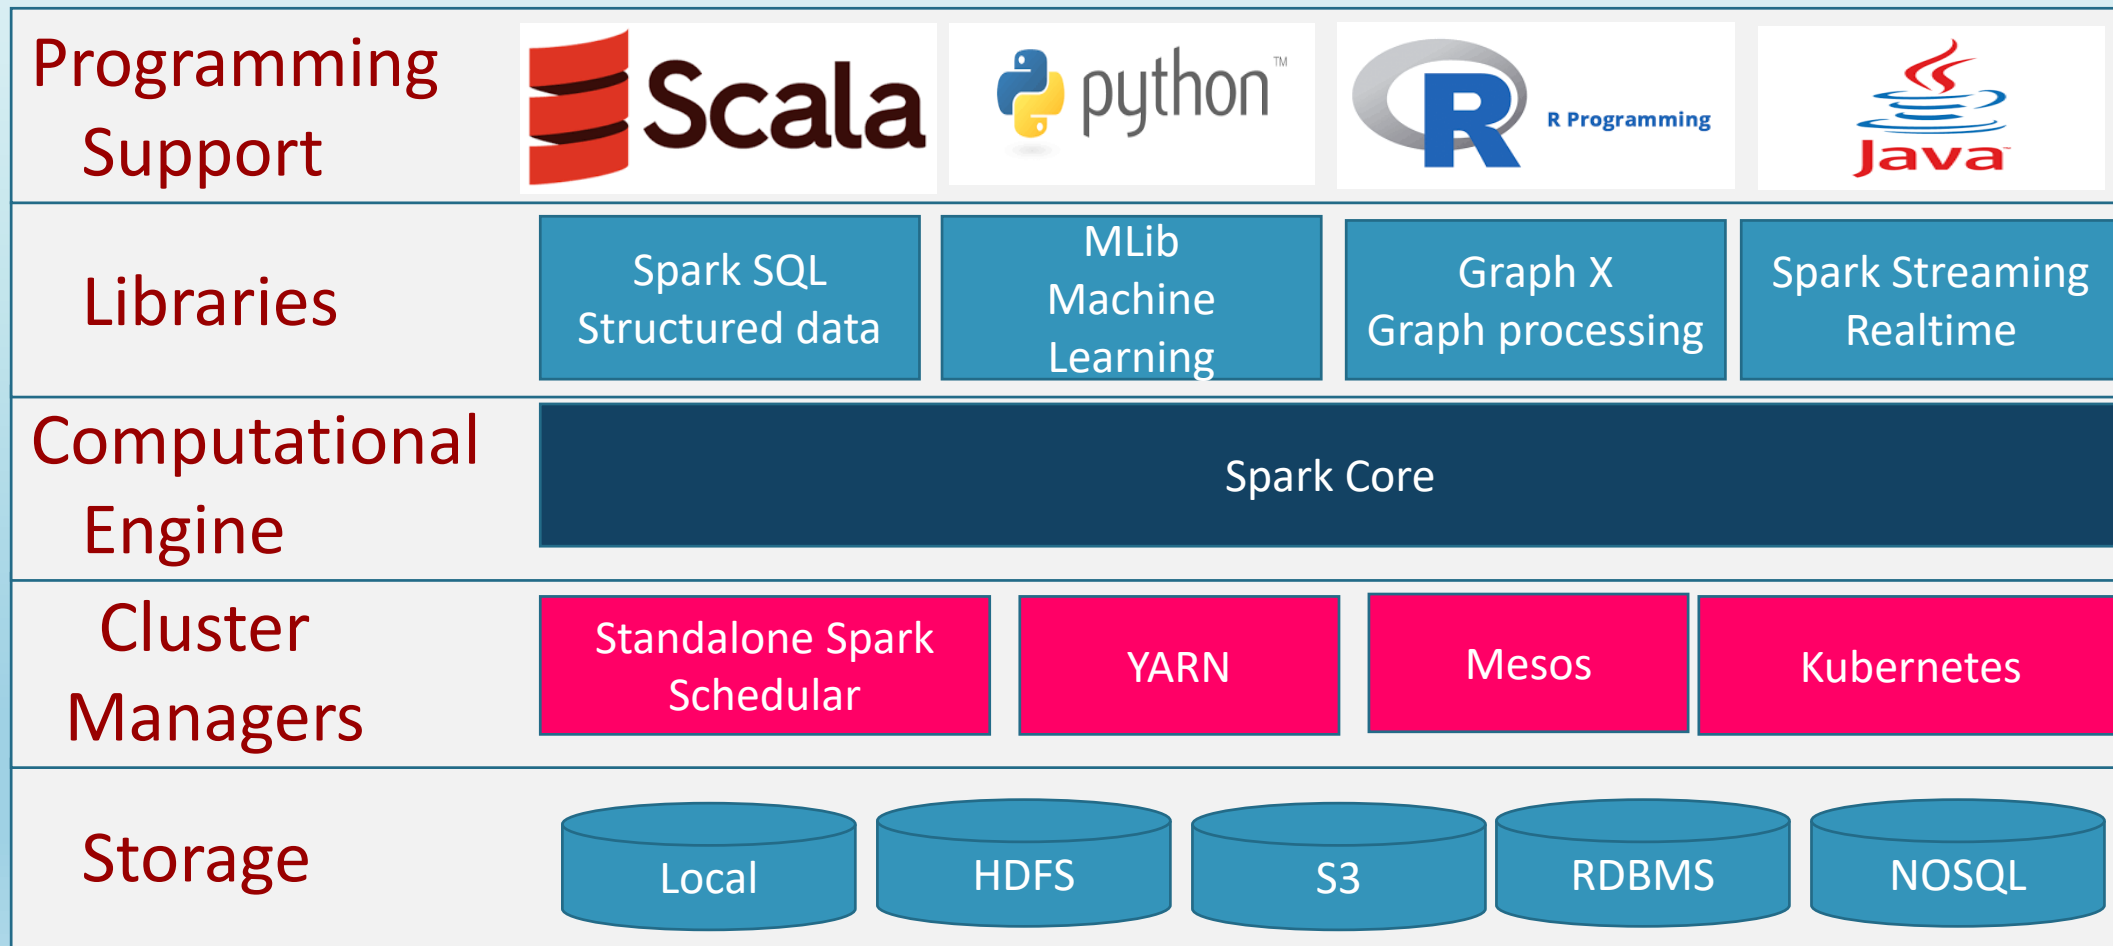 Programming
Support
Scala
python™
R
R Programming
Java
Libraries
Spark SQL
Structured data
MLib
Machine
Learning
Graph X
Graph processing
Spark Streaming
Realtime
Computational
Engine
Spark Core
Cluster
Managers
Standalone Spark
Schedular
YARN
Mesos
Kubernetes
Storage
Local
HDFS
S3
RDBMS
NOSQL